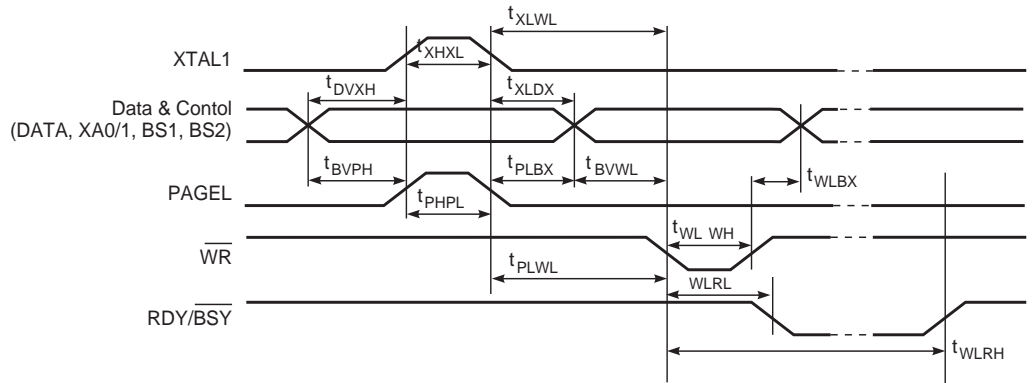 tXLWL
XTAL1
tXHXL
tDVXH
tXLDX
Data & Contol
(DATA, XA0/1, BS1, BS2)
tBVPH
tPLBX
tBVWL
tWLBX
PAGEL
tPHPL
tWL WH
WR
tPLWL
WLRL
RDY/BSY
tWLRH